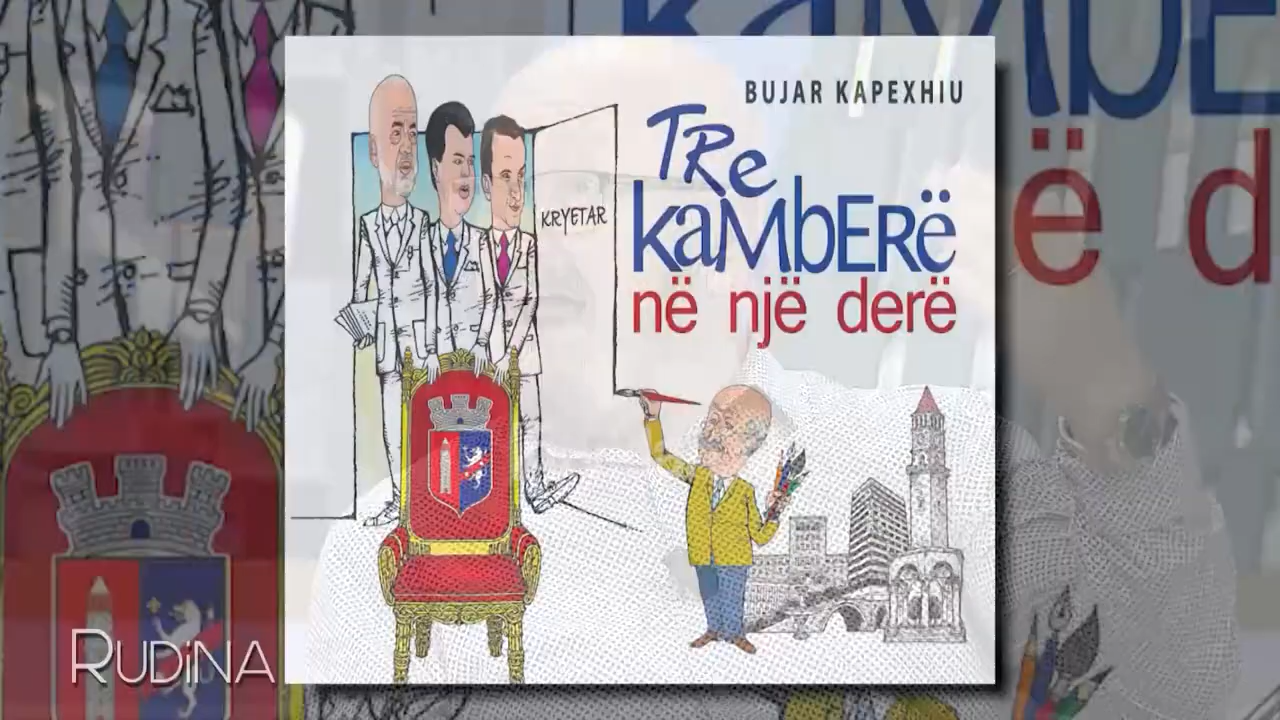 BUJAR KAPEXHIU
TRe
KaMbERë
në një derë
KRYETAR
RUDiNA